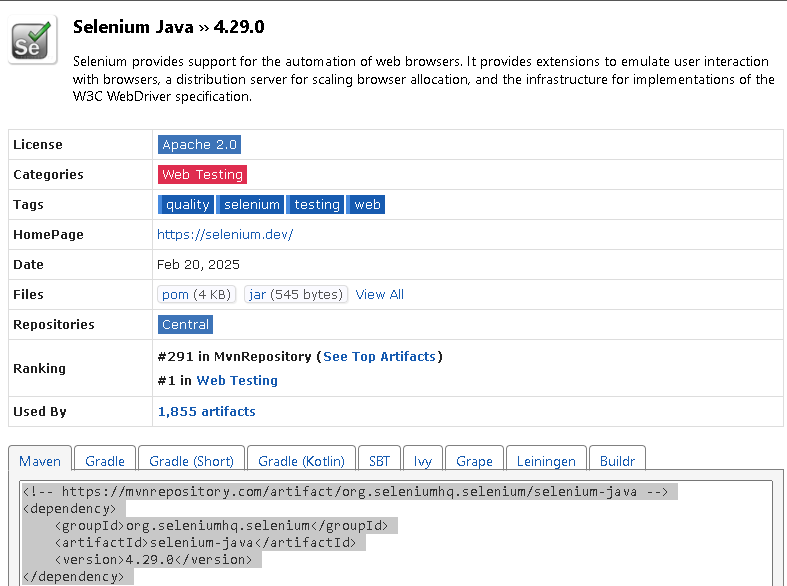 Se
Selenium Java » 4.29.0
Selenium provides support for the automation of web browsers. It provides extensions to emulate user interaction
with browsers, a distribution server for scaling browser allocation, and the infrastructure for implementations of the
W3C WebDriver specification.
License Apache 2.0
Categories Web Testing
Tags quality selenium testing web
HomePage https://selenium.dev/
Date Feb 20, 2025
Files pom (4 KB) jar (545 bytes) View All
Repositories Central
Ranking #291 in MvnRepository (See Top Artifacts)
#1 in Web Testing
Used By 1,855 artifacts
Maven Gradle Gradle (Short) Gradle (Kotlin) SBT Ivy Grape Leiningen Buildr
<!-- https://mvnrepository.com/artifact/org.seleniumhq.selenium/selenium-java -->
<dependency>
    <groupId>org.seleniumhq.selenium</groupId>
    <artifactId>selenium-java</artifactId>
    <version>4.29.0</version>
</dependency>